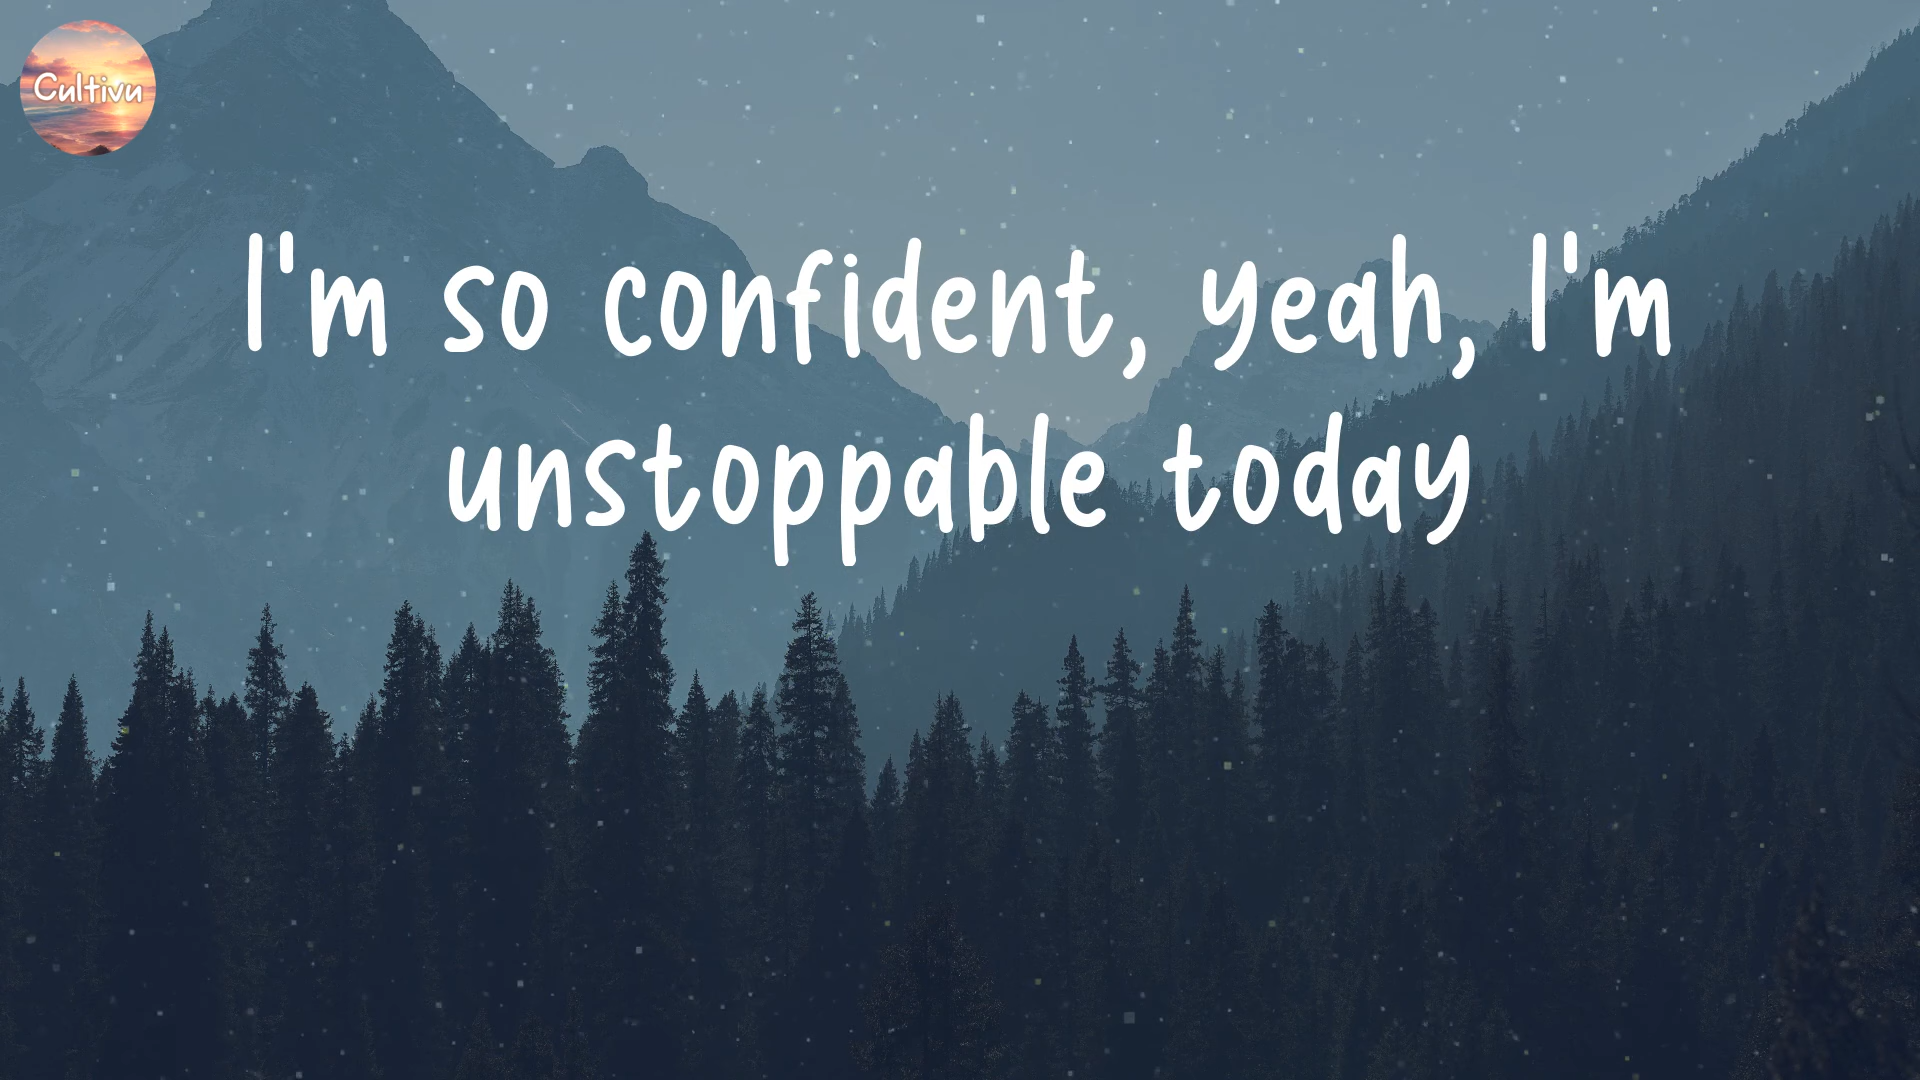 Cultivu
I'm so confident, yeah, I'm
unstoppable today